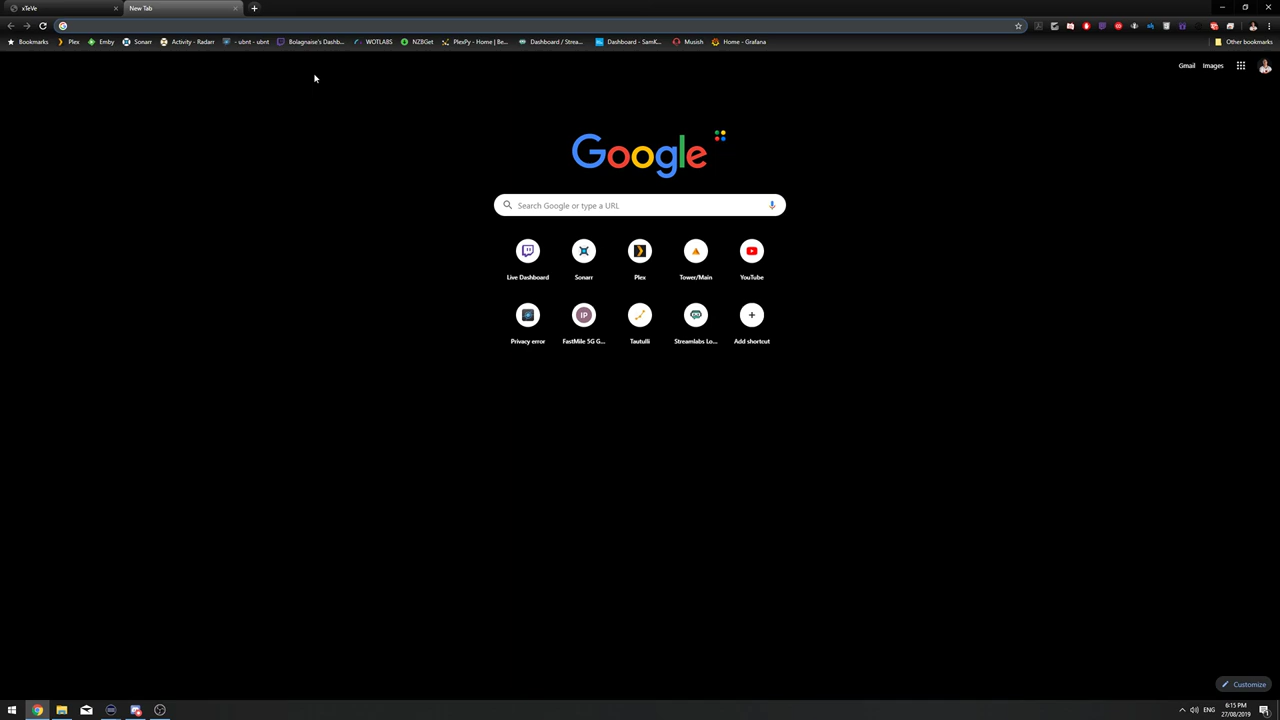 xTeVe
New Tab
Bookmarks Plex Emby Sonarr Activity - Radarr - ubnt - ubnt Bolagnaise's Dashb... WOTLABS NZBGet PlexPy - Home | Be... Dashboard / Strea... Dashboard - SamK... Musish Home - Grafana Other bookmarks
Gmail Images
Google
Search Google or type a URL
Live Dashboard Sonarr Plex Tower/Main YouTube
IP
Privacy error FastMile 5G G... Tautulli Streamlabs Lo... Add shortcut
Customize
ENG 6:15 PM
27/08/2019